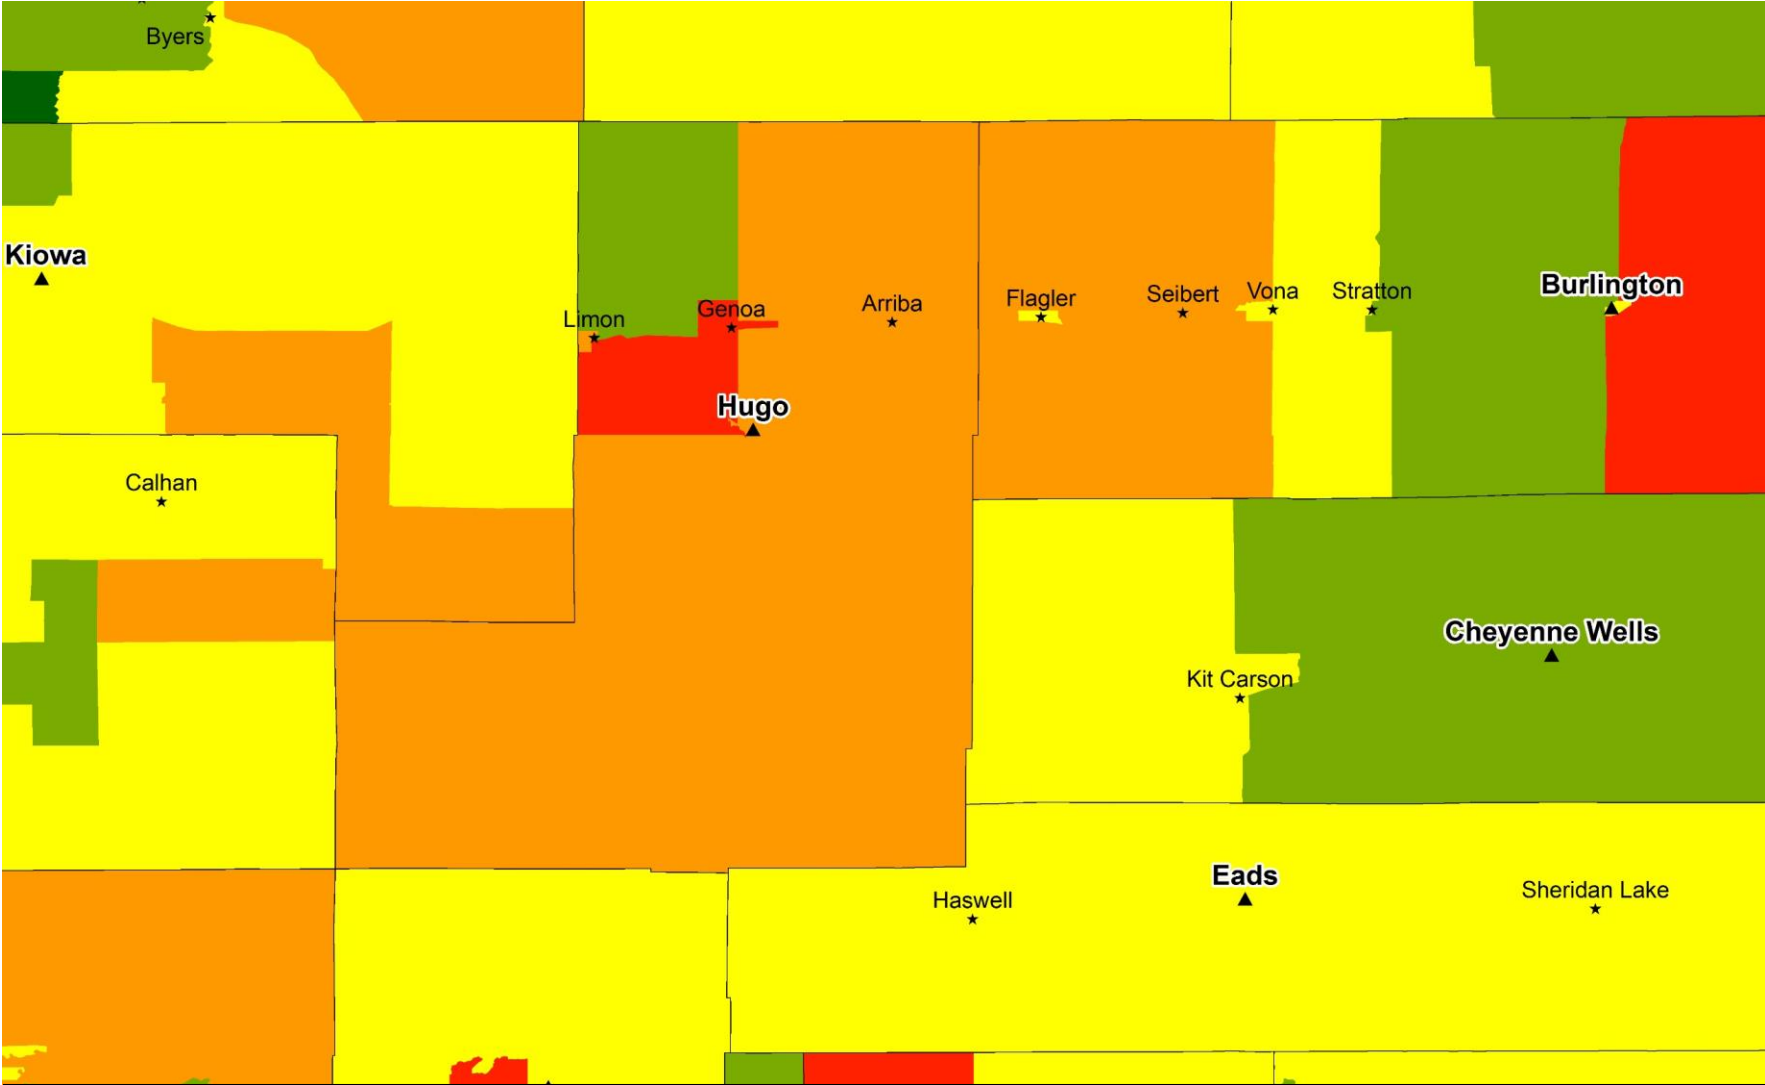 Byers
Kiowa
Limon
Genoa
Arriba
Flagler
Seibert
Vona
Stratton
Burlington
Hugo
Calhan
Cheyenne Wells
Kit Carson
Eads
Haswell
Sheridan Lake